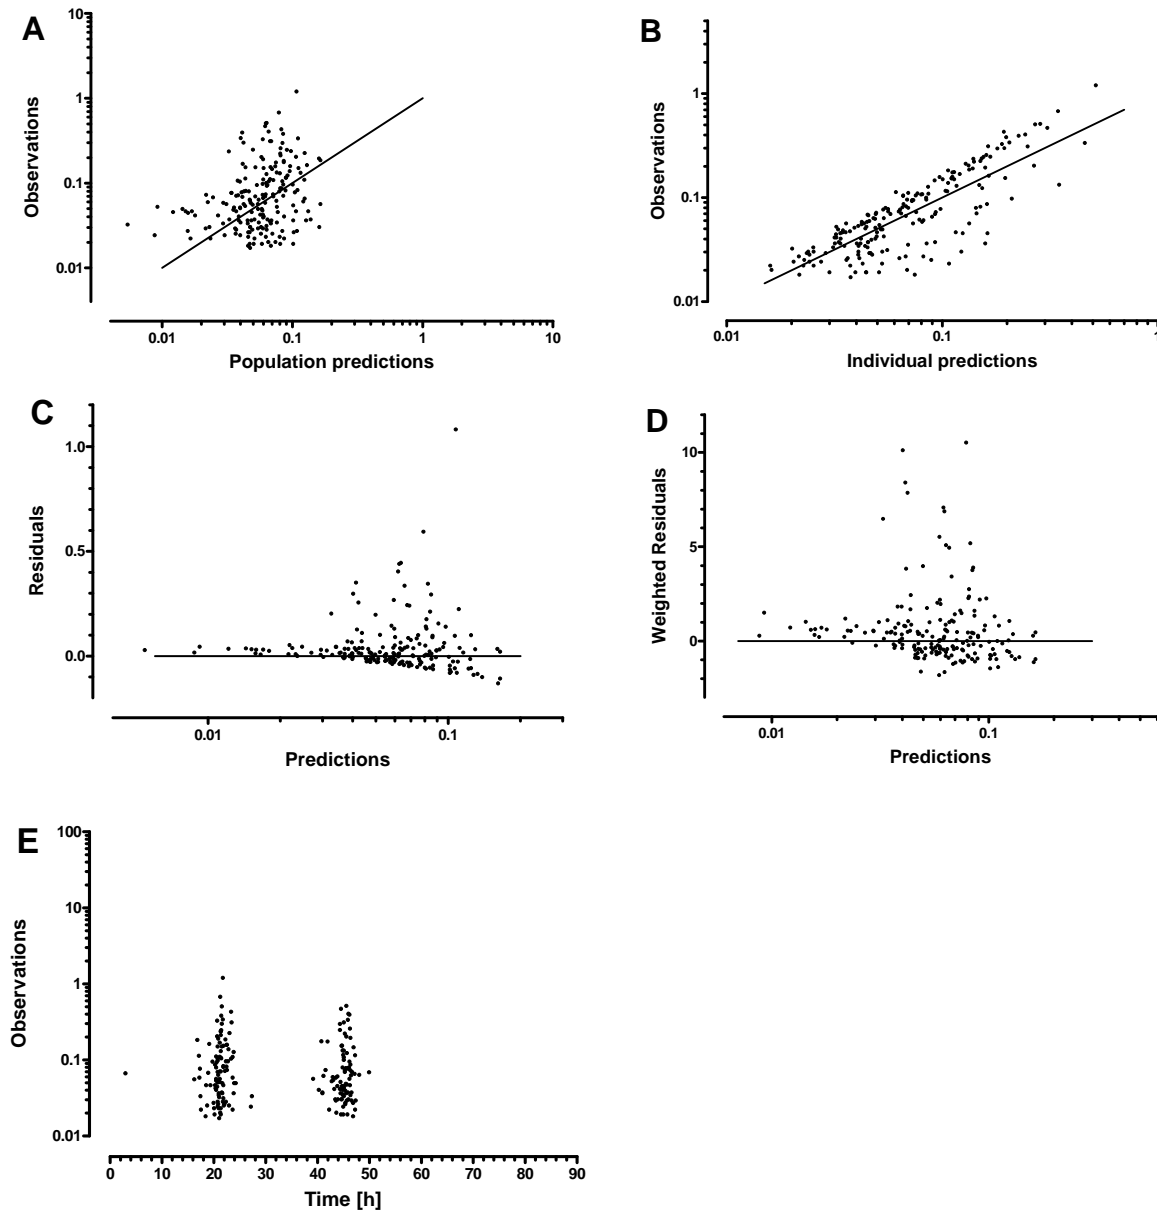 A
10
1
0.1
0.01
Observations
0.01
0.1
1
10
Population predictions
B
1
0.1
0.01
Observations
0.01
0.1
1
Individual predictions
C
1.0
0.5
0.0
Residuals
0.01
0.1
Predictions
D
10
5
0
Weighted Residuals
0.01
0.1
Predictions
E
100
10
1
0.1
0.01
Observations
0
10
20
30
40
50
60
70
80
90
Time [h]